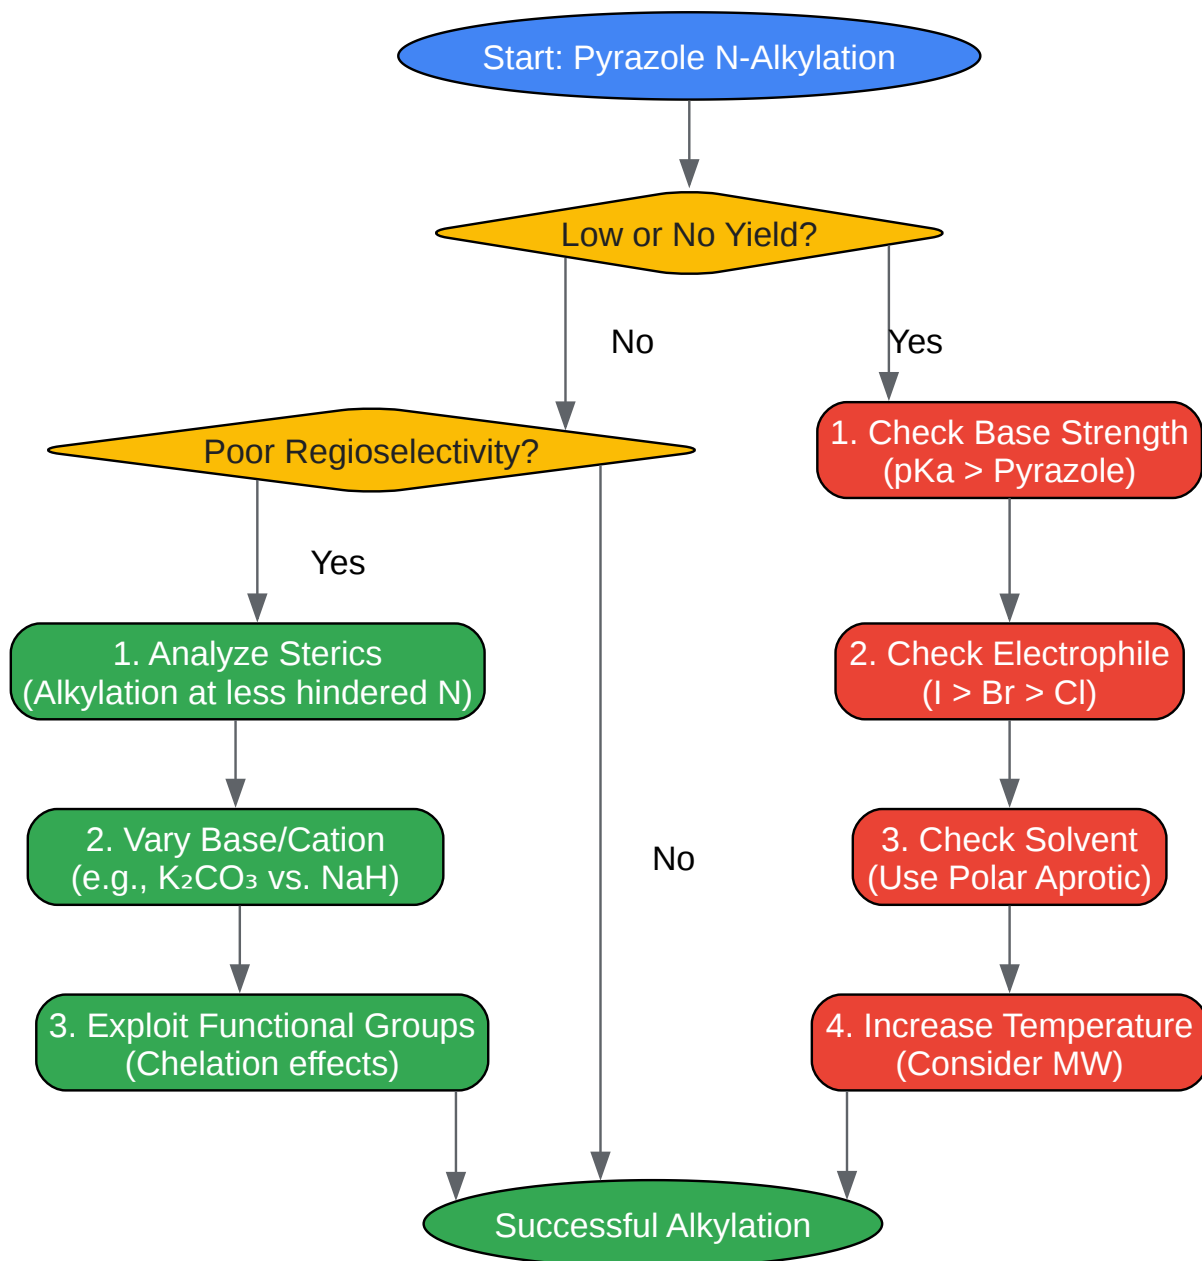 Start: Pyrazole N-Alkylation
Low or No Yield?
No
Yes
Poor Regioselectivity?
1. Check Base Strength
(pKa > Pyrazole)
Yes
1. Analyze Sterics
(Alkylation at less hindered N)
2. Check Electrophile
(I > Br > Cl)
2. Vary Base/Cation
(e.g., K₂CO₃ vs. NaH)
No
3. Check Solvent
(Use Polar Aprotic)
3. Exploit Functional Groups
(Chelation effects)
4. Increase Temperature
(Consider MW)
Successful Alkylation